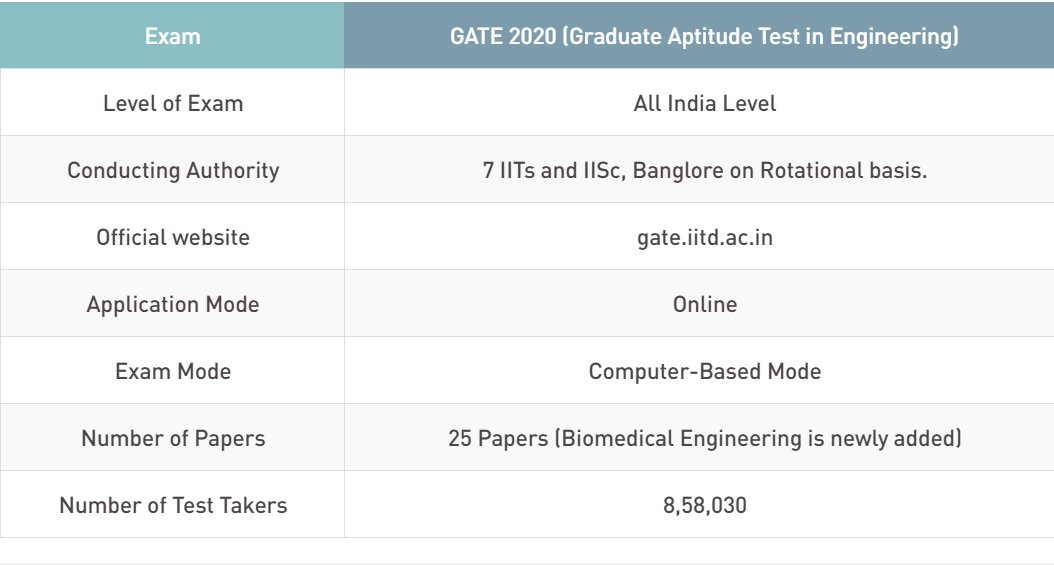 Exam GATE 2020 (Graduate Aptitude Test in Engineering)
Level of Exam All India Level
Conducting Authority 7 IITs and IISc, Banglore on Rotational basis.
Official website gate.iitd.ac.in
Application Mode Online
Exam Mode Computer-Based Mode
Number of Papers 25 Papers (Biomedical Engineering is newly added)
Number of Test Takers 8,58,030